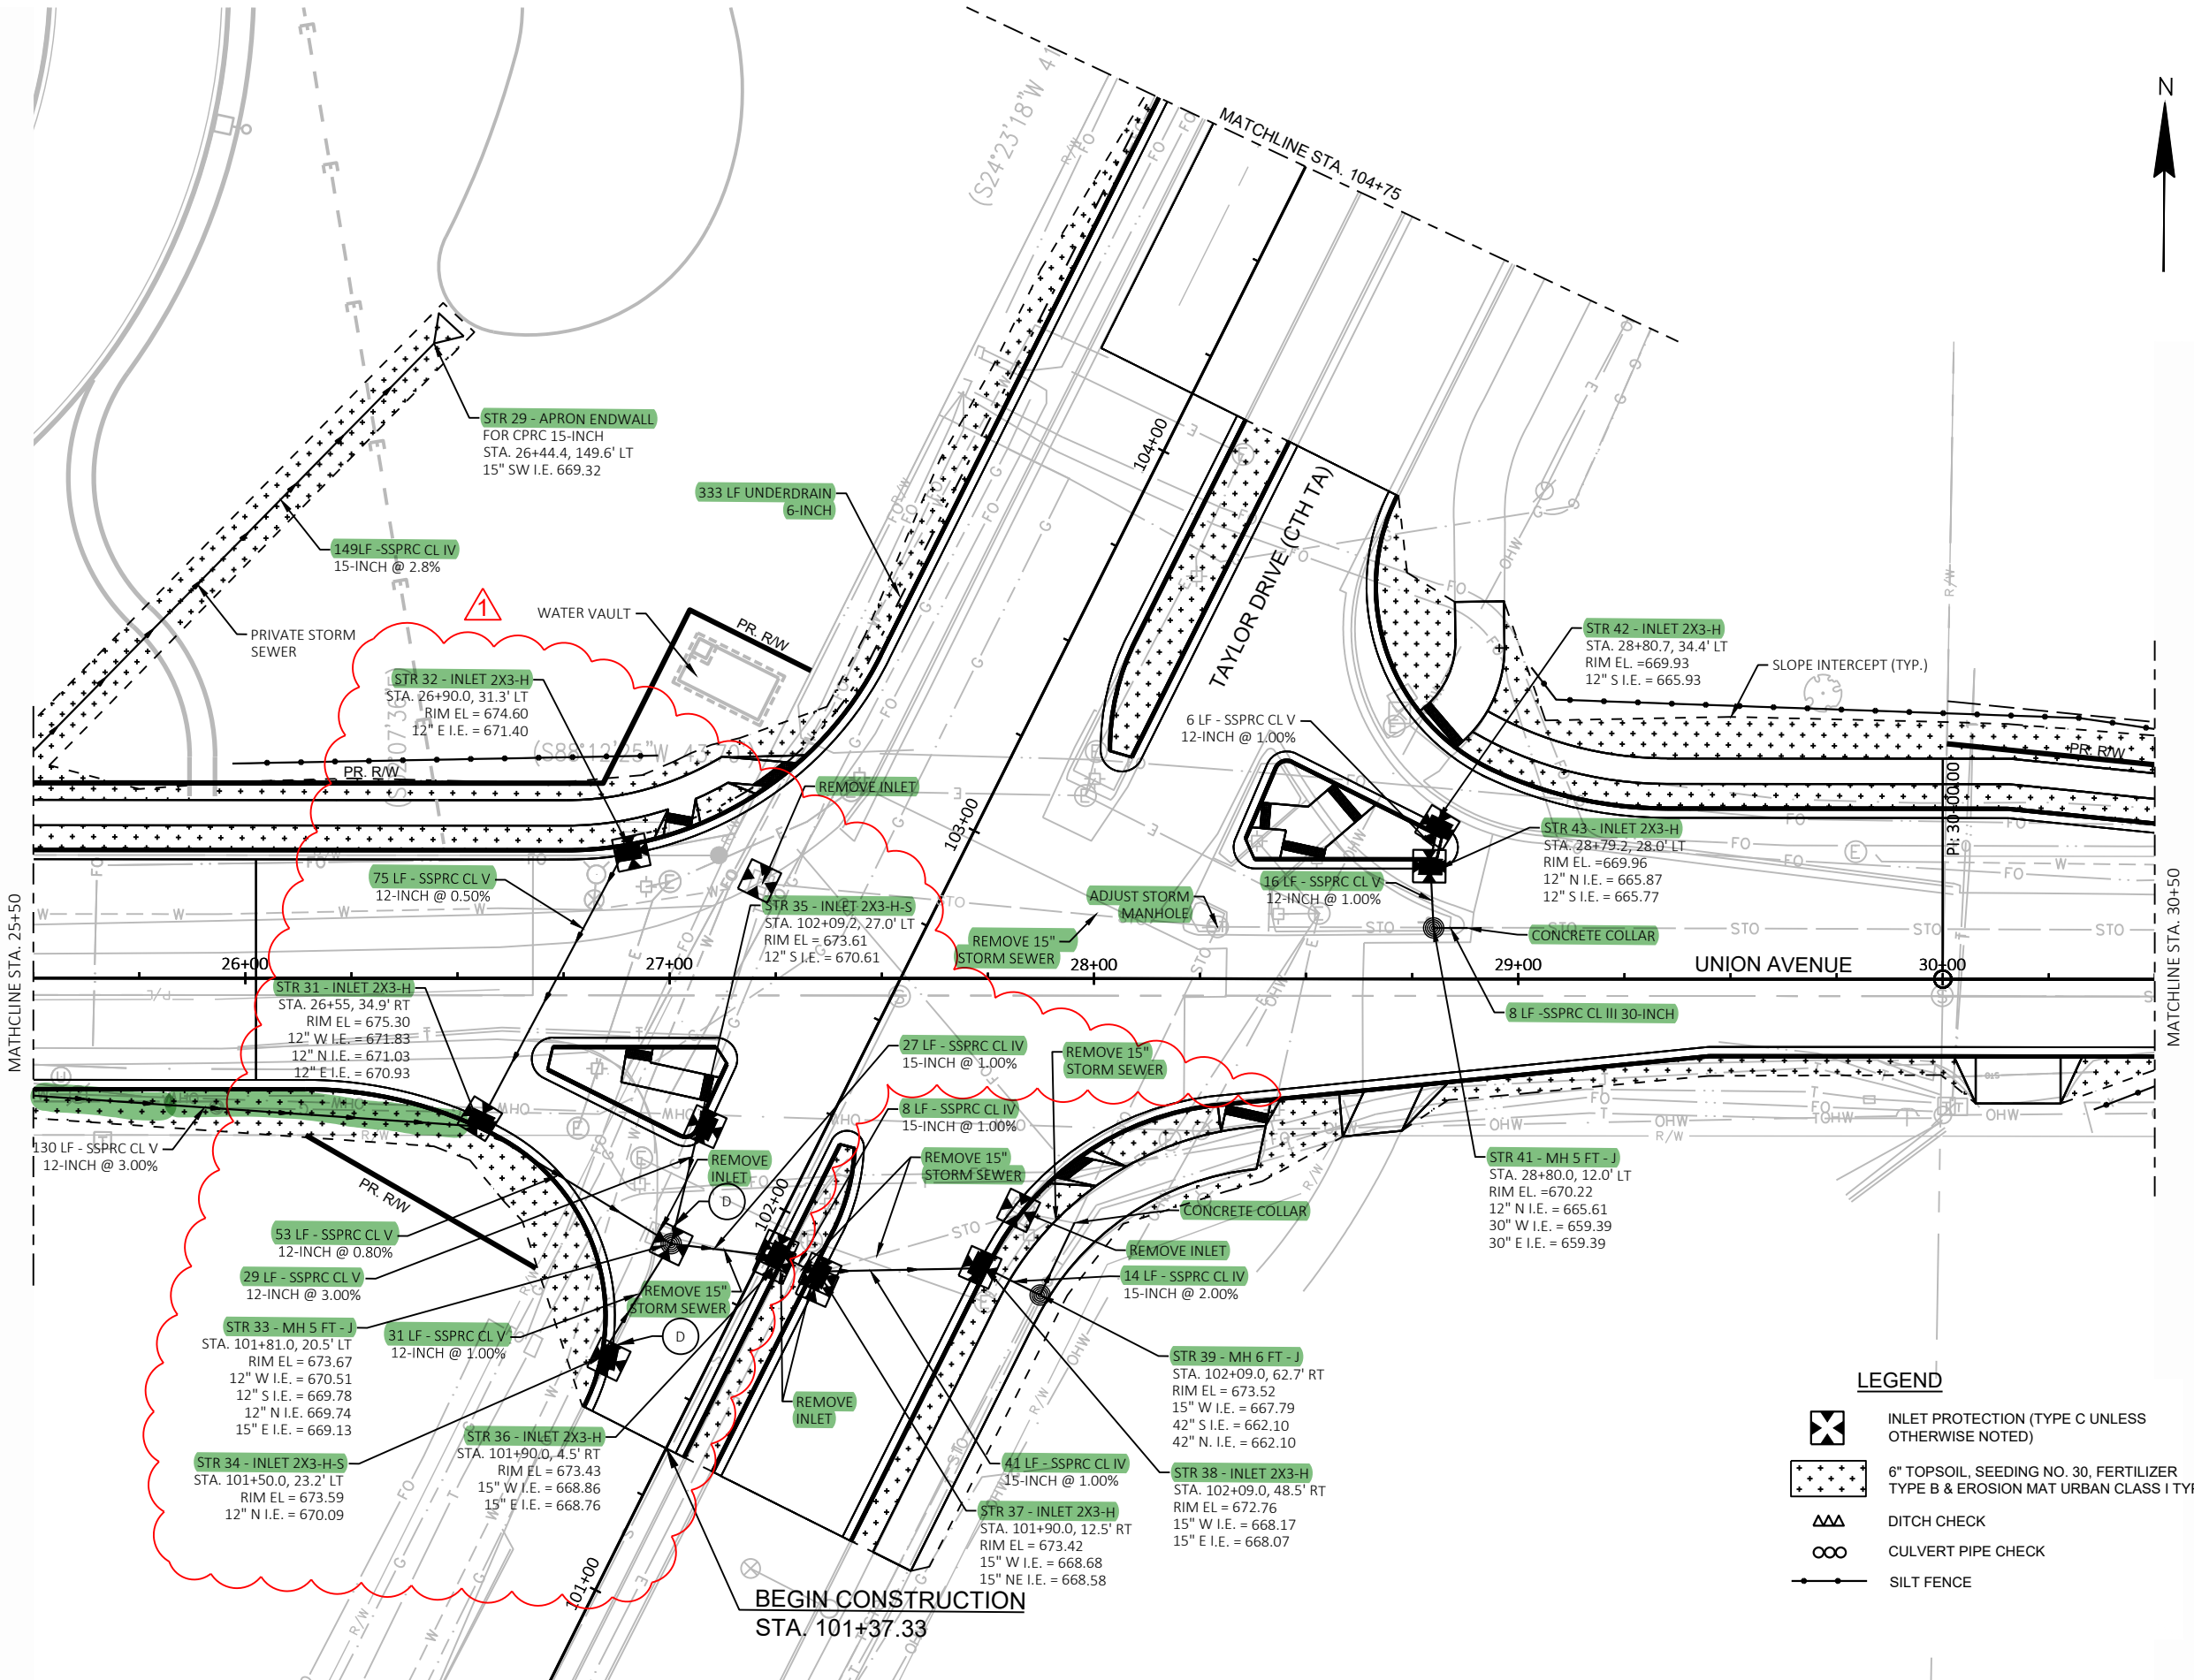 N
(S24°23'18"W 41
MATCHLINE STA. 104+75
STR 29 - APRON ENDWALL
FOR CPRC 15-INCH
STA. 26+44.4, 149.6' LT
15" SW I.E. 669.32
333 LF UNDERDRAIN
6-INCH
149LF -SSPRC CL IV
15-INCH @ 2.8%
PRIVATE STORM
SEWER
1
WATER VAULT
PR. R/W
TAYLOR DRIVE (CTH TA)
104+00
103+00
102+00
101+00
STR 32 - INLET 2X3-H
STA. 26+90.0, 31.3' LT
RIM EL = 674.60
12" E I.E. = 671.40
(S88°12'25"W 43.70
PR. R/W
REMOVE INLET
6 LF - SSPRC CL V
12-INCH @ 1.00%
STR 42 - INLET 2X3-H
STA. 28+80.7, 34.4' LT
RIM EL. =669.93
12" S I.E. = 665.93
SLOPE INTERCEPT (TYP.)
PR. R/W
STR 43 - INLET 2X3-H
STA. 28+79.2, 28.0' LT
RIM EL. =669.96
12" N I.E. = 665.87
12" S I.E. = 665.77
75 LF - SSPRC CL V
12-INCH @ 0.50%
STR 35 - INLET 2X3-H-S
STA. 102+09.2, 27.0' LT
RIM EL = 673.61
12" S I.E. = 670.61
ADJUST STORM
MANHOLE
16 LF - SSPRC CL V
12-INCH @ 1.00%
REMOVE 15"
STORM SEWER
CONCRETE COLLAR
MATHCLINE STA. 25+50
MATCHLINE STA. 30+50
26+00
27+00
28+00
29+00
UNION AVENUE
30+00
8 LF -SSPRC CL III 30-INCH
STR 31 - INLET 2X3-H
STA. 26+55, 34.9' RT
RIM EL = 675.30
12" W I.E. = 671.83
12" N I.E. = 671.03
12" E I.E. = 670.93
27 LF - SSPRC CL IV
15-INCH @ 1.00%
REMOVE 15"
STORM SEWER
8 LF - SSPRC CL IV
15-INCH @ 1.00%
130 LF - SSPRC CL V
12-INCH @ 3.00%
PR. R/W
REMOVE
INLET
D
REMOVE 15"
STORM SEWER
STR 41 - MH 5 FT - J
STA. 28+80.0, 12.0' LT
RIM EL. =670.22
12" N I.E. = 665.61
30" W I.E. = 659.39
30" E I.E. = 659.39
CONCRETE COLLAR
53 LF - SSPRC CL V
12-INCH @ 0.80%
REMOVE INLET
29 LF - SSPRC CL V
12-INCH @ 3.00%
14 LF - SSPRC CL IV
15-INCH @ 2.00%
REMOVE 15"
STORM SEWER
STR 33 - MH 5 FT - J
STA. 101+81.0, 20.5' LT
RIM EL = 673.67
12" W I.E. = 670.51
12" S I.E. = 669.78
12" N I.E. = 669.74
15" E I.E. = 669.13
31 LF - SSPRC CL V
12-INCH @ 1.00%
D
STR 39 - MH 6 FT - J
STA. 102+09.0, 62.7' RT
RIM EL = 673.52
15" W I.E. = 667.79
42" S I.E. = 662.10
42" N. I.E. = 662.10
REMOVE
INLET
STR 34 - INLET 2X3-H-S
STA. 101+50.0, 23.2' LT
RIM EL = 673.59
12" N I.E. = 670.09
STR 36 - INLET 2X3-H
STA. 101+90.0, 4.5' RT
RIM EL = 673.43
15" W I.E. = 668.86
15" E I.E. = 668.76
41 LF - SSPRC CL IV
15-INCH @ 1.00%
STR 38 - INLET 2X3-H
STA. 102+09.0, 48.5' RT
RIM EL = 672.76
15" W I.E. = 668.17
15" E I.E. = 668.07
STR 37 - INLET 2X3-H
STA. 101+90.0, 12.5' RT
RIM EL = 673.42
15" W I.E. = 668.68
15" NE I.E. = 668.58
BEGIN CONSTRUCTION
STA. 101+37.33
LEGEND
INLET PROTECTION (TYPE C UNLESS
OTHERWISE NOTED)
6" TOPSOIL, SEEDING NO. 30, FERTILIZER
TYPE B & EROSION MAT URBAN CLASS I TYP
DITCH CHECK
CULVERT PIPE CHECK
SILT FENCE